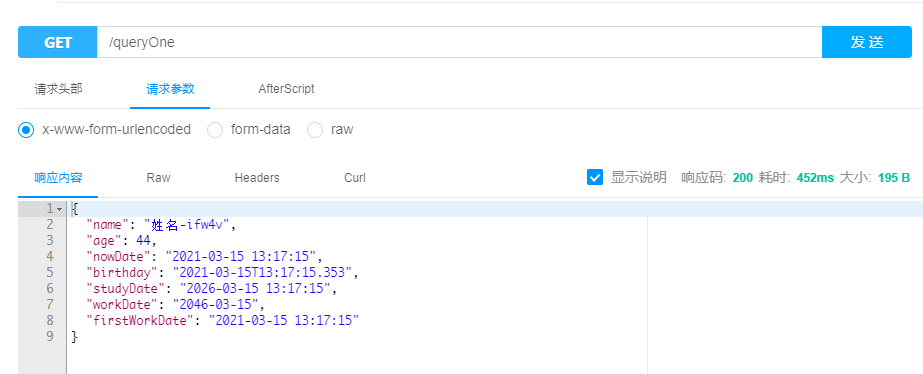 GET /queryOne 发 送
请求头部 请求参数 AfterScript
x-www-form-urlencoded form-data raw
响应内容 Raw Headers Curl 显示说明 响应码: 200 耗时: 452ms 大小: 195 B
1 {
2 "name": "姓名-ifw4v",
3 "age": 44,
4 "nowDate": "2021-03-15 13:17:15",
5 "birthday": "2021-03-15T13:17:15.353",
6 "studyDate": "2026-03-15 13:17:15",
7 "workDate": "2046-03-15",
8 "firstWorkDate": "2021-03-15 13:17:15"
9 }